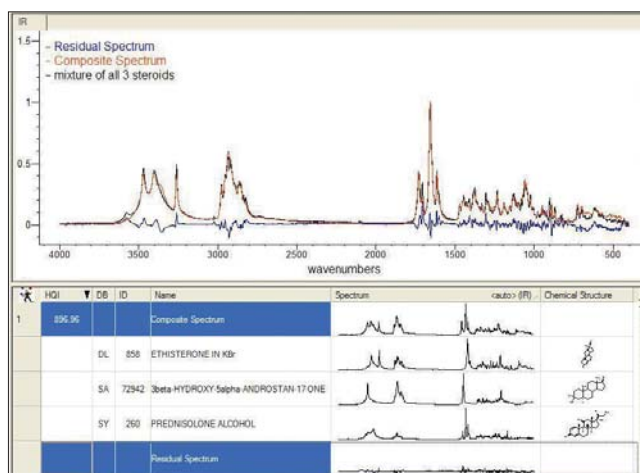 IR
1.5
– Residual Spectrum
– Composite Spectrum
– mixture of all 3 steroids
1
0.5
0
4000 3500 3000 2500 2000 1500 1000 500
wavenumbers
HQI DB ID Name Spectrum <auto> (IR) Chemical Structure
1 896.96 Composite Spectrum
DL 858 ETHISTERONE IN KBr
SA 72942 3beta-HYDROXY-5alpha-ANDROSTAN-17-ONE
SY 260 PREDNISOLONE ALCOHOL
Residual Spectrum